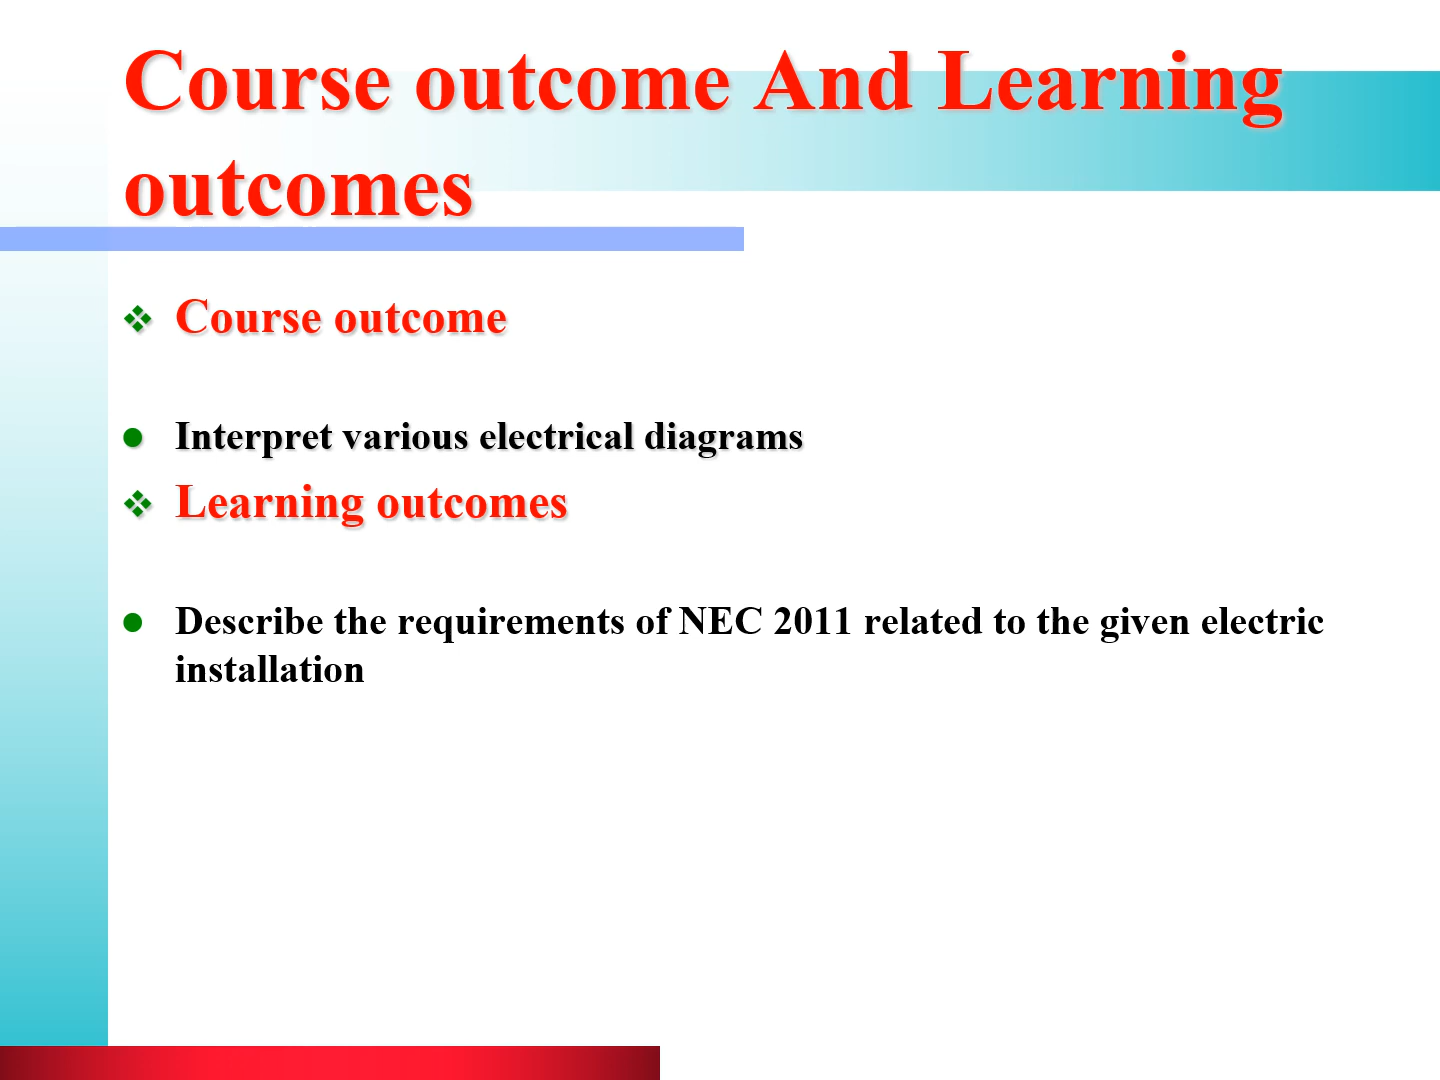 Course outcome And Learning
outcomes
❖ Course outcome
● Interpret various electrical diagrams
❖ Learning outcomes
● Describe the requirements of NEC 2011 related to the given electric
installation